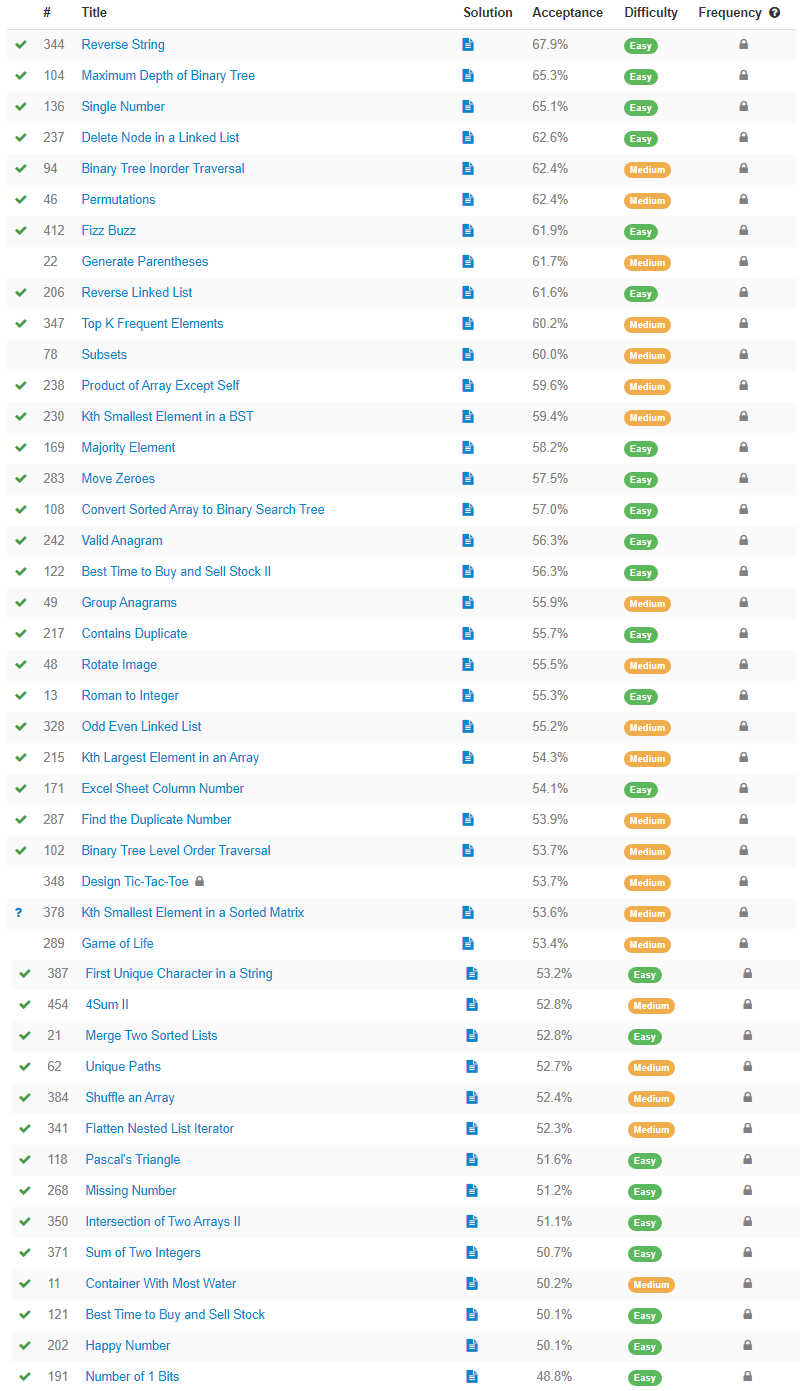 # Title Solution Acceptance Difficulty Frequency ?
344 Reverse String 67.9% Easy
104 Maximum Depth of Binary Tree 65.3% Easy
136 Single Number 65.1% Easy
237 Delete Node in a Linked List 62.6% Easy
94 Binary Tree Inorder Traversal 62.4% Medium
46 Permutations 62.4% Medium
412 Fizz Buzz 61.9% Easy
22 Generate Parentheses 61.7% Medium
206 Reverse Linked List 61.6% Easy
347 Top K Frequent Elements 60.2% Medium
78 Subsets 60.0% Medium
238 Product of Array Except Self 59.6% Medium
230 Kth Smallest Element in a BST 59.4% Medium
169 Majority Element 58.2% Easy
283 Move Zeroes 57.5% Easy
108 Convert Sorted Array to Binary Search Tree 57.0% Easy
242 Valid Anagram 56.3% Easy
122 Best Time to Buy and Sell Stock II 56.3% Easy
49 Group Anagrams 55.9% Medium
217 Contains Duplicate 55.7% Easy
48 Rotate Image 55.5% Medium
13 Roman to Integer 55.3% Easy
328 Odd Even Linked List 55.2% Medium
215 Kth Largest Element in an Array 54.3% Medium
171 Excel Sheet Column Number 54.1% Easy
287 Find the Duplicate Number 53.9% Medium
102 Binary Tree Level Order Traversal 53.7% Medium
348 Design Tic-Tac-Toe 53.7% Medium
? 378 Kth Smallest Element in a Sorted Matrix 53.6% Medium
289 Game of Life 53.4% Medium
387 First Unique Character in a String 53.2% Easy
454 4Sum II 52.8% Medium
21 Merge Two Sorted Lists 52.8% Easy
62 Unique Paths 52.7% Medium
384 Shuffle an Array 52.4% Medium
341 Flatten Nested List Iterator 52.3% Medium
118 Pascal's Triangle 51.6% Easy
268 Missing Number 51.2% Easy
350 Intersection of Two Arrays II 51.1% Easy
371 Sum of Two Integers 50.7% Easy
11 Container With Most Water 50.2% Medium
121 Best Time to Buy and Sell Stock 50.1% Easy
202 Happy Number 50.1% Easy
191 Number of 1 Bits 48.8% Easy